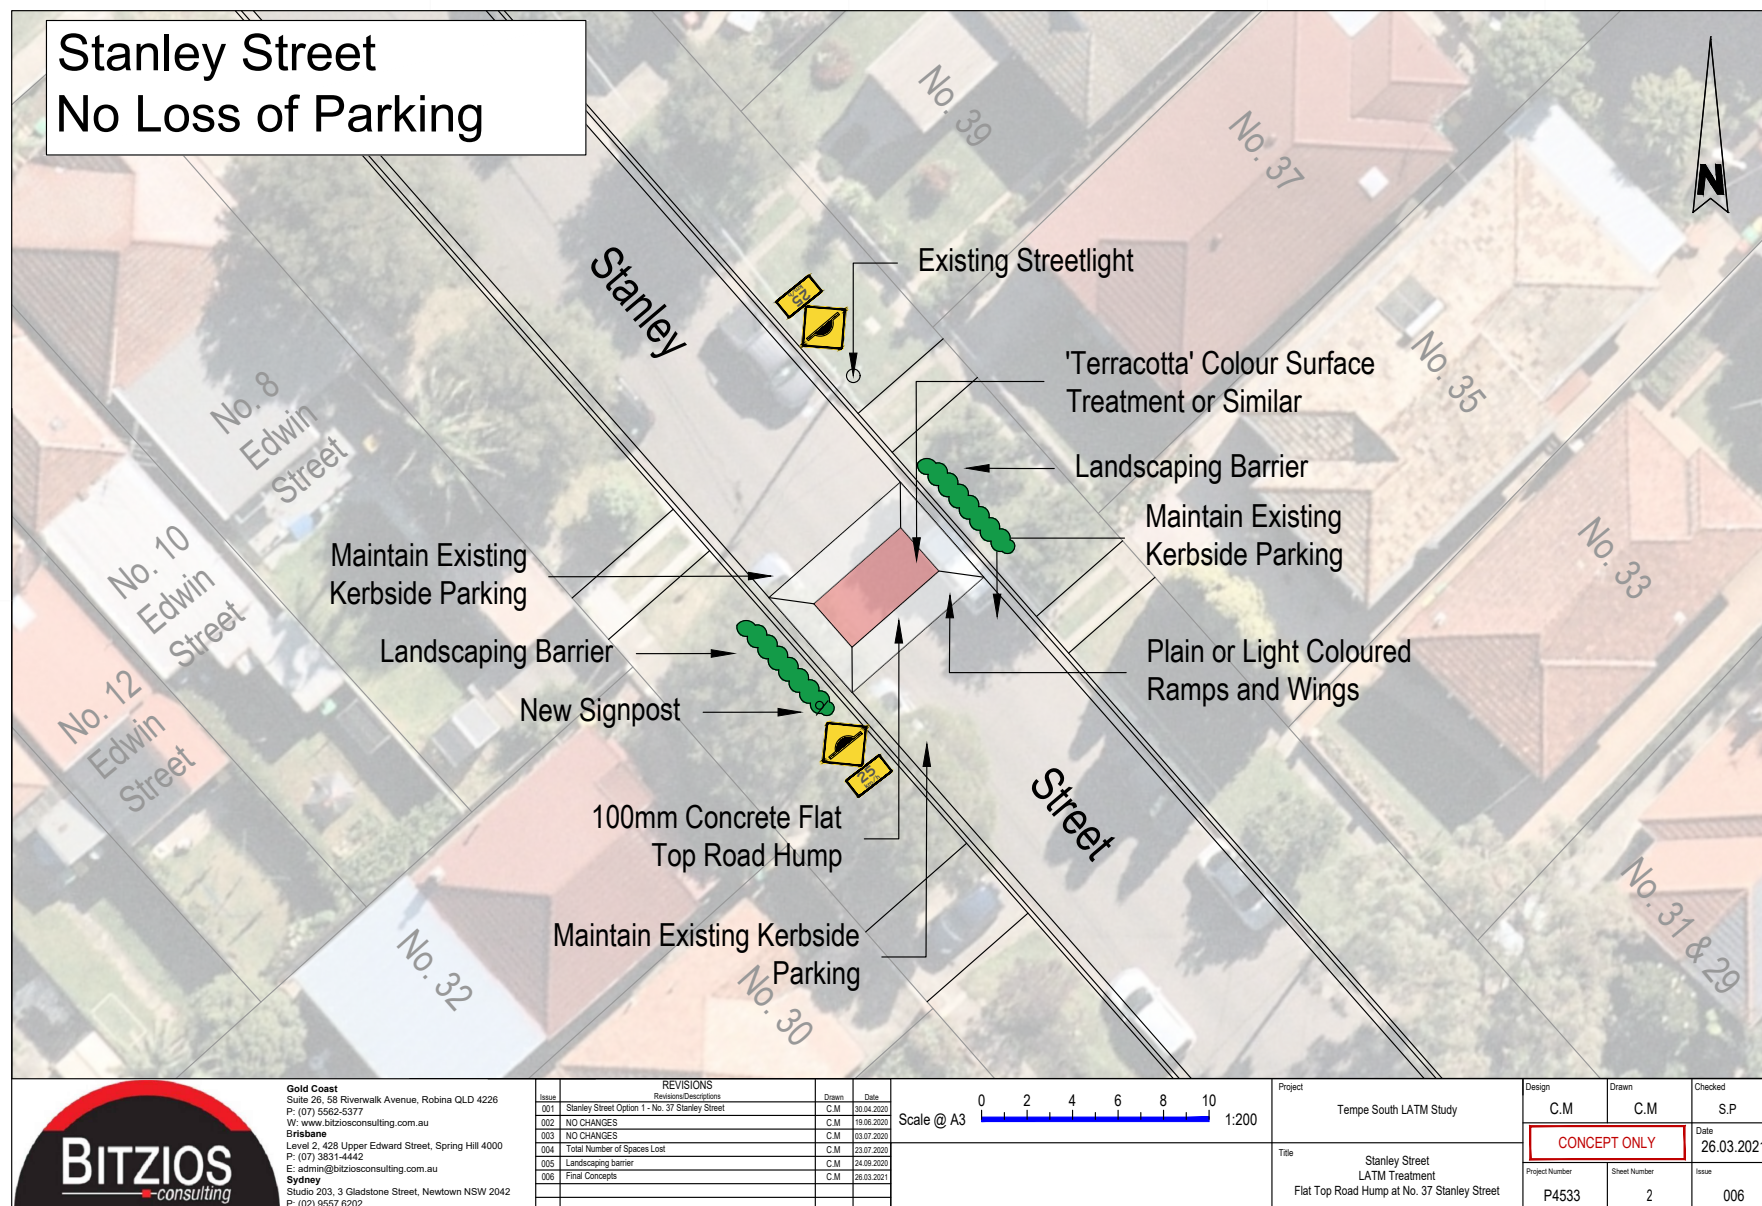 Stanley Street
No Loss of Parking
No. 39
No. 37
N
Existing Streetlight
Stanley
25
'Terracotta' Colour Surface
Treatment or Similar
No. 35
No. 8
Edwin
Street
Landscaping Barrier
Maintain Existing
Kerbside Parking
No. 33
No. 10
Edwin
Street
Maintain Existing
Kerbside Parking
Landscaping Barrier
Plain or Light Coloured
Ramps and Wings
No. 12
Edwin
Street
New Signpost
25
Street
100mm Concrete Flat
Top Road Hump
No. 31 & 29
Maintain Existing Kerbside
Parking
No. 32
No. 30
BITZIOS
consulting
Gold Coast
Suite 26, 58 Riverwalk Avenue, Robina QLD 4226
P: (07) 5562-5377
W: www.bitziosconsulting.com.au
Brisbane
Level 2, 428 Upper Edward Street, Spring Hill 4000
P: (07) 3831-4442
E: admin@bitziosconsulting.com.au
Sydney
Studio 203, 3 Gladstone Street, Newtown NSW 2042
P: (02) 9557 6202
REVISIONS
Issue Revisions/Descriptions Drawn Date
001 Stanley Street Option 1 - No. 37 Stanley Street C.M 30.04.2020
002 NO CHANGES C.M 19.06.2020
003 NO CHANGES C.M 03.07.2020
004 Total Number of Spaces Lost C.M 23.07.2020
005 Landscaping barrier C.M 24.09.2020
006 Final Concepts C.M 26.03.2021
Scale @ A3 0 2 4 6 8 10 1:200
Project
Tempe South LATM Study
Title
Stanley Street
LATM Treatment
Flat Top Road Hump at No. 37 Stanley Street
Design Drawn Checked
C.M C.M S.P
CONCEPT ONLY
Date
26.03.2021
Project Number Sheet Number Issue
P4533 2 006